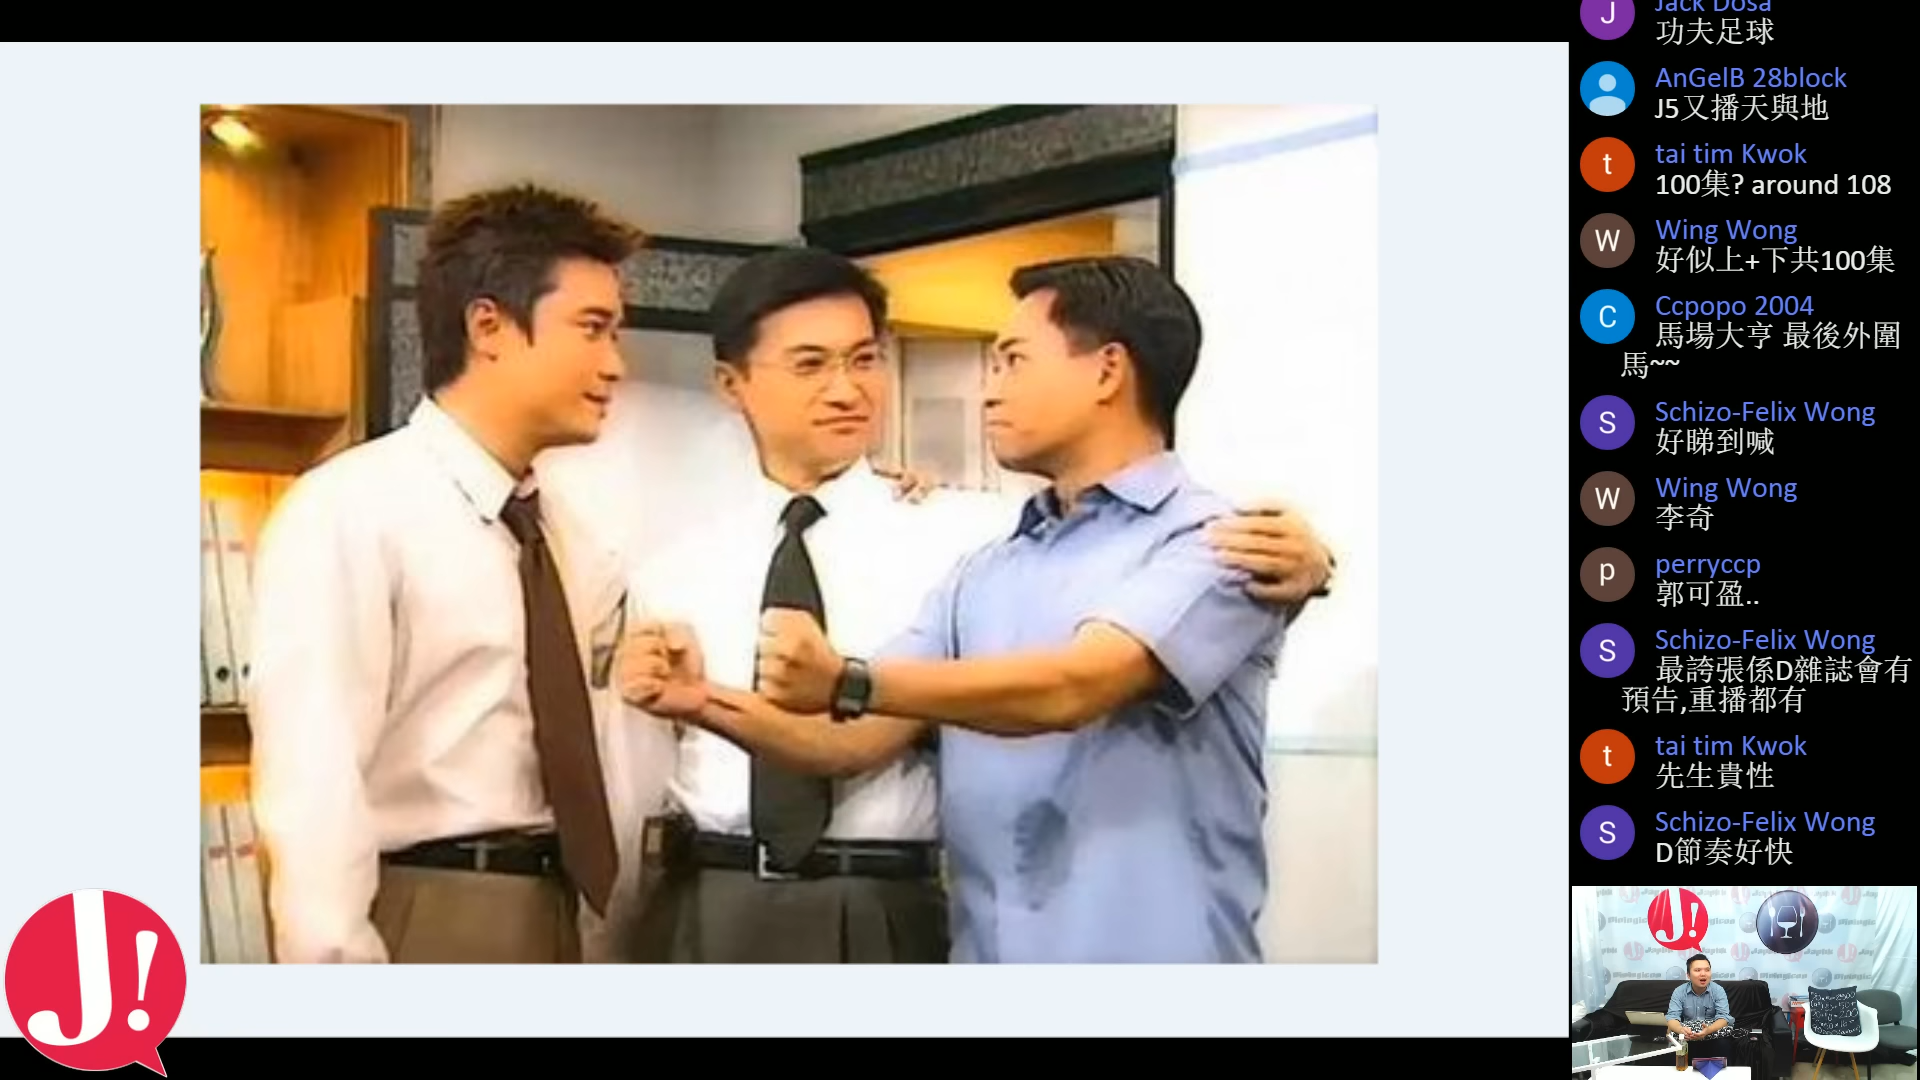 Jack Dosa
功夫足球
AnGelB 28block
J5又播天與地
tai tim Kwok
100集? around 108
Wing Wong
好似上+下共100集
Ccpopo 2004
馬場大亨 最後外圍
馬~~
Schizo-Felix Wong
好睇到喊
Wing Wong
李奇
perryccp
郭可盈..
Schizo-Felix Wong
最誇張係D雜誌會有
預告,重播都有
tai tim Kwok
先生貴性
Schizo-Felix Wong
D節奏好快
J!
J!